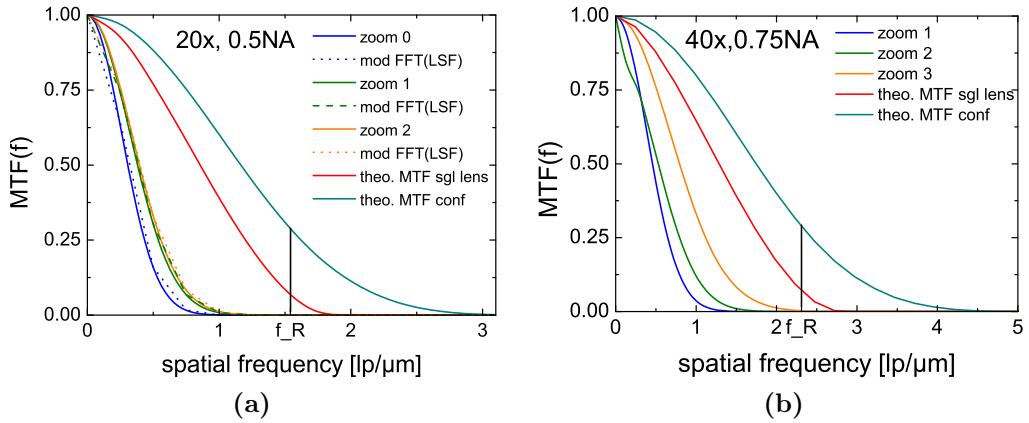 20x, 0.5NA
zoom 0
mod FFT(LSF)
zoom 1
mod FFT(LSF)
zoom 2
mod FFT(LSF)
theo. MTF sgl lens
theo. MTF conf
MTF(f)
1.00
0.75
0.50
0.25
0.00
0 1 2 3
f_R
spatial frequency [lp/µm]
(a)
40x,0.75NA
zoom 1
zoom 2
zoom 3
theo. MTF sgl lens
theo. MTF conf
MTF(f)
1.00
0.75
0.50
0.25
0.00
0 1 2 f_R 3 4 5
spatial frequency [lp/µm]
(b)